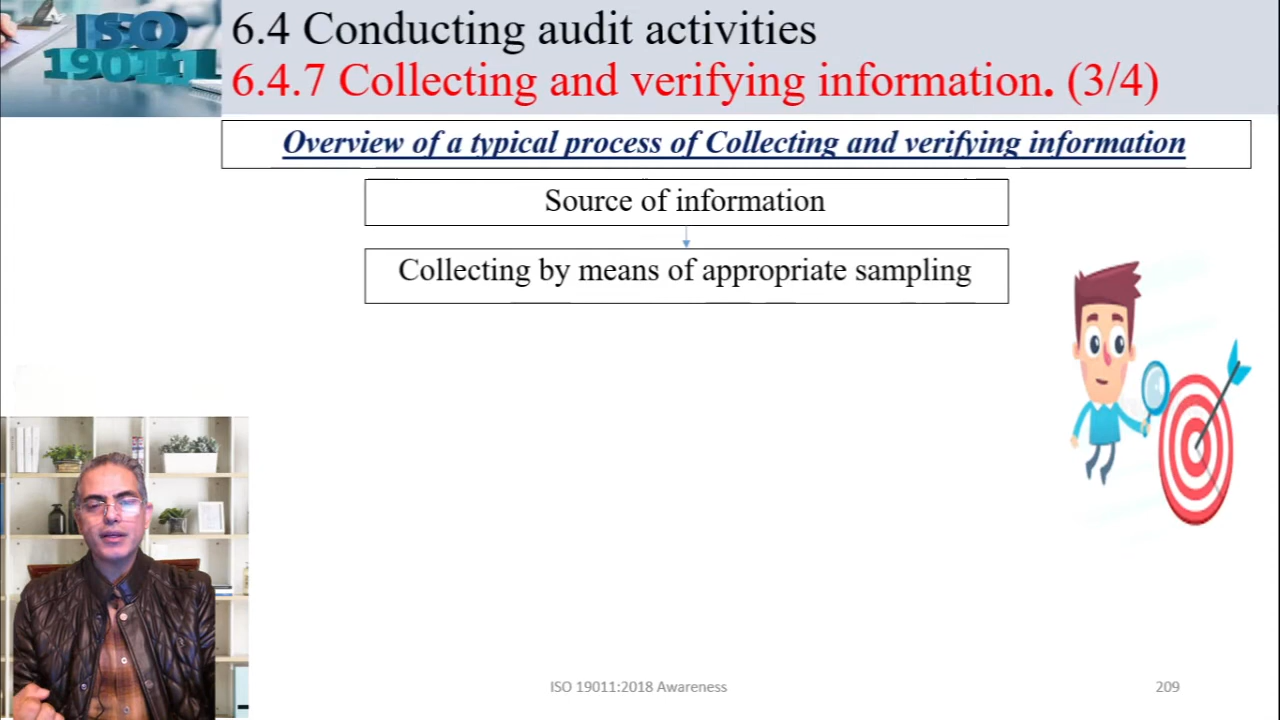 ISO
19011
6.4 Conducting audit activities
6.4.7 Collecting and verifying information. (3/4)
Overview of a typical process of Collecting and verifying information
Source of information
Collecting by means of appropriate sampling
ISO 19011:2018 Awareness
209